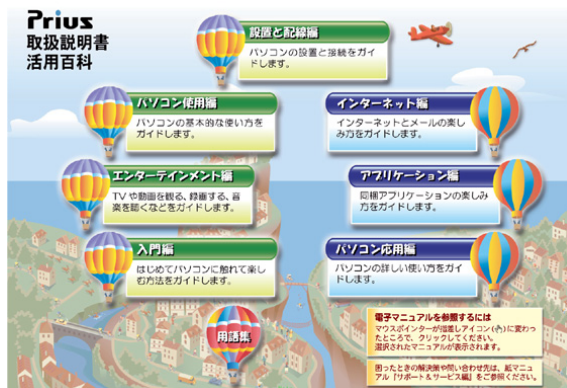 Prius
取扱説明書
活用百科
設置と配線編
パソコンの設置と接続をガイ
ドします。
パソコン使用編
パソコンの基本的な使い方を
ガイドします。
インターネット編
インターネットとメールの楽し
み方をガイドします。
エンターテインメント編
TVや動画を観る、録画する、音
楽を聴くなどをガイドします。
アプリケーション編
同梱アプリケーションの楽しみ
方をガイドします。
入門編
はじめてパソコンに触れて楽し
む方法をガイドします。
パソコン応用編
パソコンの詳しい使い方をガイ
ドします。
用語集
電子マニュアルを参照するには
マウスポインターが指差しアイコン( )に変わっ
たところで、クリックしてください。
選択されたマニュアルが表示されます。
困ったときの解決策や問い合わせ先は、紙マニュ
アル『サポート&サービス編』をご参照ください。